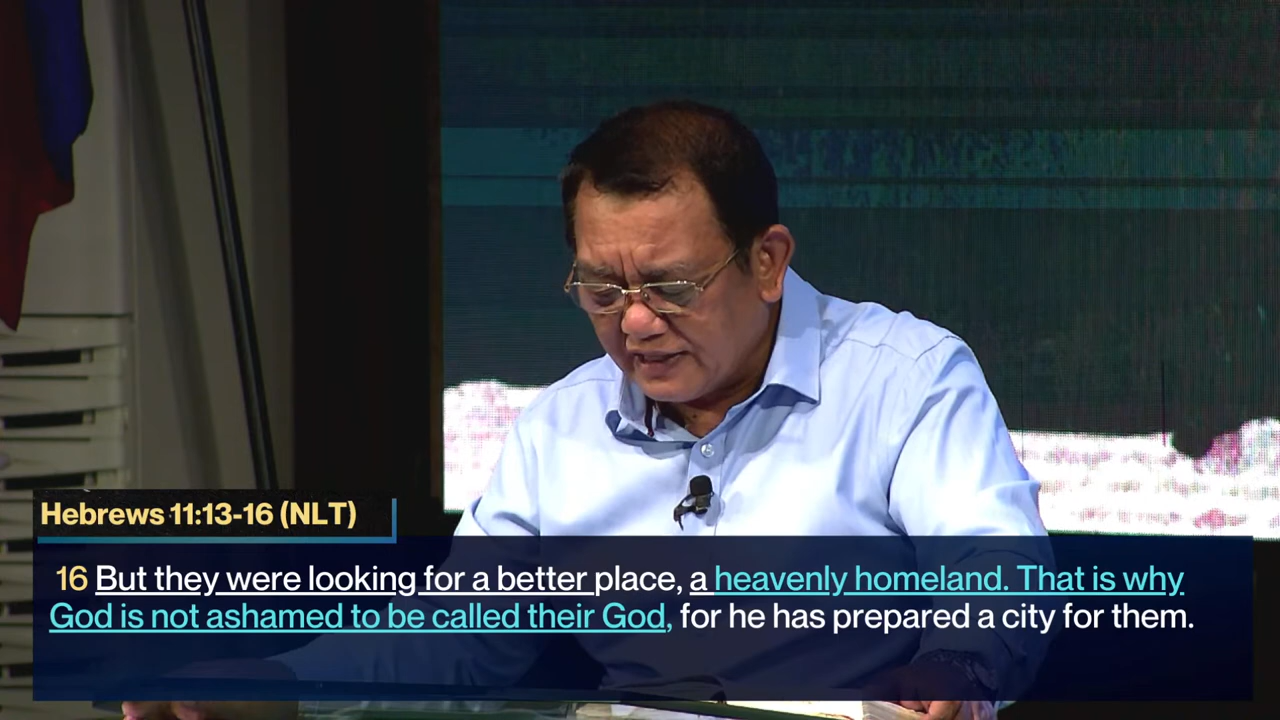 Hebrews 11:13-16 (NLT)
16 But they were looking for a better place, a heavenly homeland. That is why
God is not ashamed to be called their God, for he has prepared a city for them.